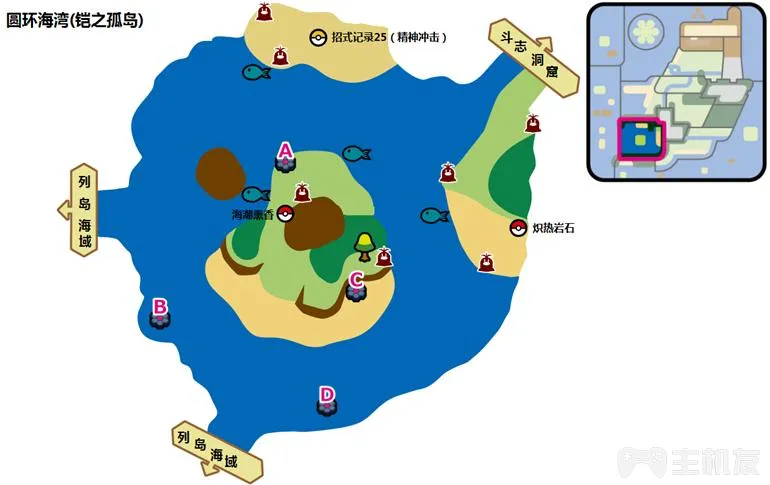 圆环海湾(铠之孤岛)
招式记录25（精神冲击）
斗志洞窟
A
列岛海域
海潮熏香
炽热岩石
C
B
D
列岛海域
主机友